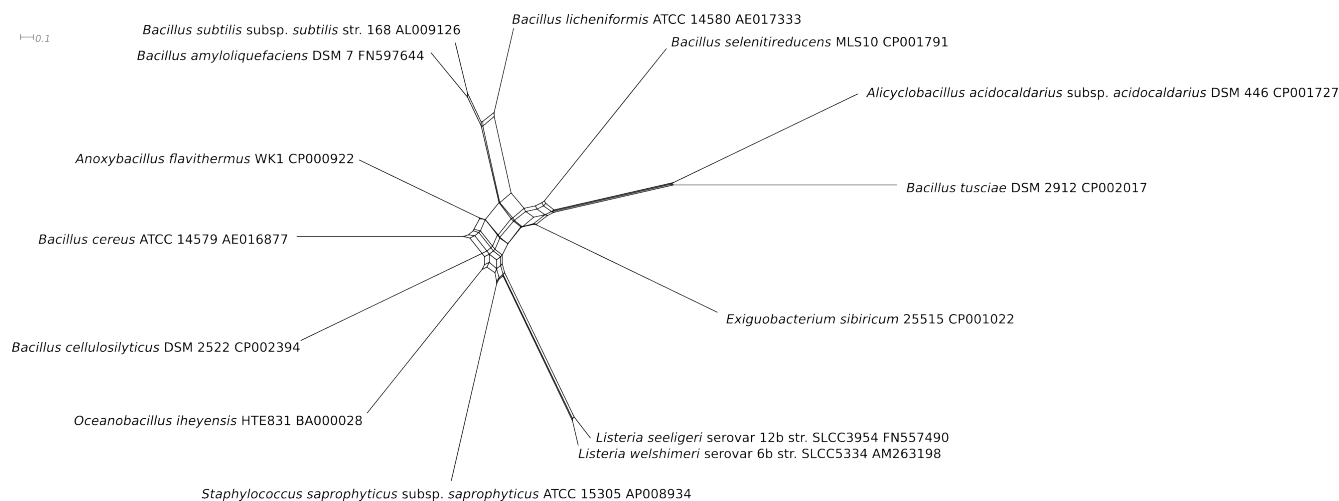 Bacillus licheniformis ATCC 14580 AE017333
Bacillus subtilis subsp. subtilis str. 168 AL009126
0.1
Bacillus selenitireducens MLS10 CP001791
Bacillus amyloliquefaciens DSM 7 FN597644
Alicyclobacillus acidocaldarius subsp. acidocaldarius DSM 446 CP001727
Anoxybacillus flavithermus WK1 CP000922
Bacillus tusciae DSM 2912 CP002017
Bacillus cereus ATCC 14579 AE016877
Exiguobacterium sibiricum 25515 CP001022
Bacillus cellulosilyticus DSM 2522 CP002394
Oceanobacillus iheyensis HTE831 BA000028
Listeria seeligeri serovar 12b str. SLCC3954 FN557490
Listeria welshimeri serovar 6b str. SLCC5334 AM263198
Staphylococcus saprophyticus subsp. saprophyticus ATCC 15305 AP008934